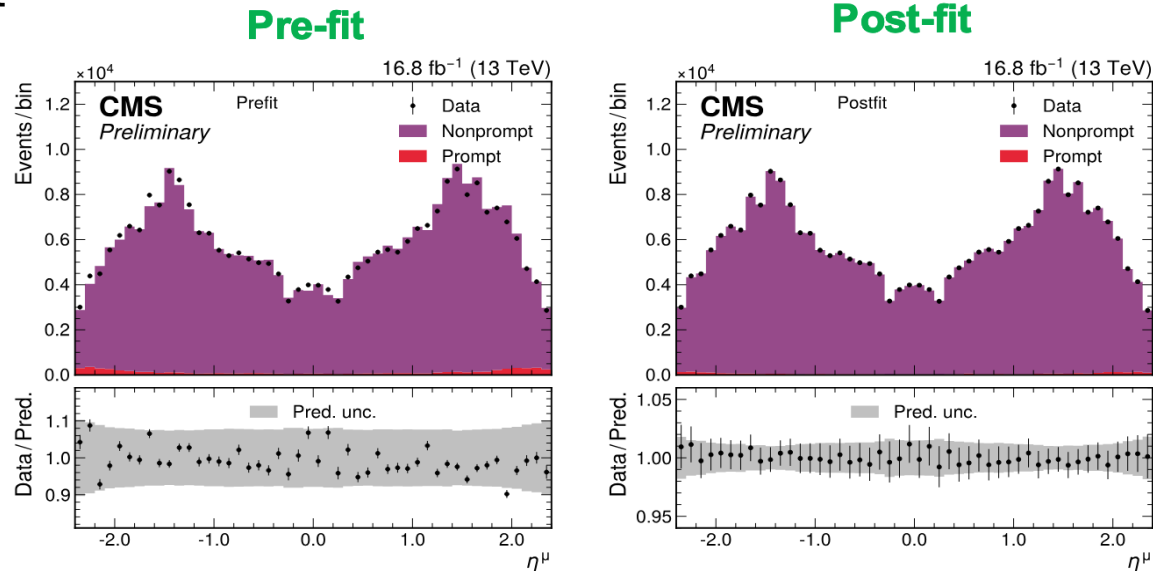 Pre-fit
×10⁴
16.8 fb⁻¹ (13 TeV)
CMS
Preliminary
Prefit
Data
Nonprompt
Prompt
Events/bin
1.2
1.0
0.8
0.6
0.4
0.2
0.0
Pred. unc.
Data/Pred.
1.1
1.0
0.9
-2.0 -1.0 0.0 1.0 2.0
η^μ
Post-fit
×10⁴
16.8 fb⁻¹ (13 TeV)
CMS
Preliminary
Postfit
Data
Nonprompt
Prompt
Events/bin
1.2
1.0
0.8
0.6
0.4
0.2
0.0
Pred. unc.
Data/Pred.
1.05
1.00
0.95
-2.0 -1.0 0.0 1.0 2.0
η^μ